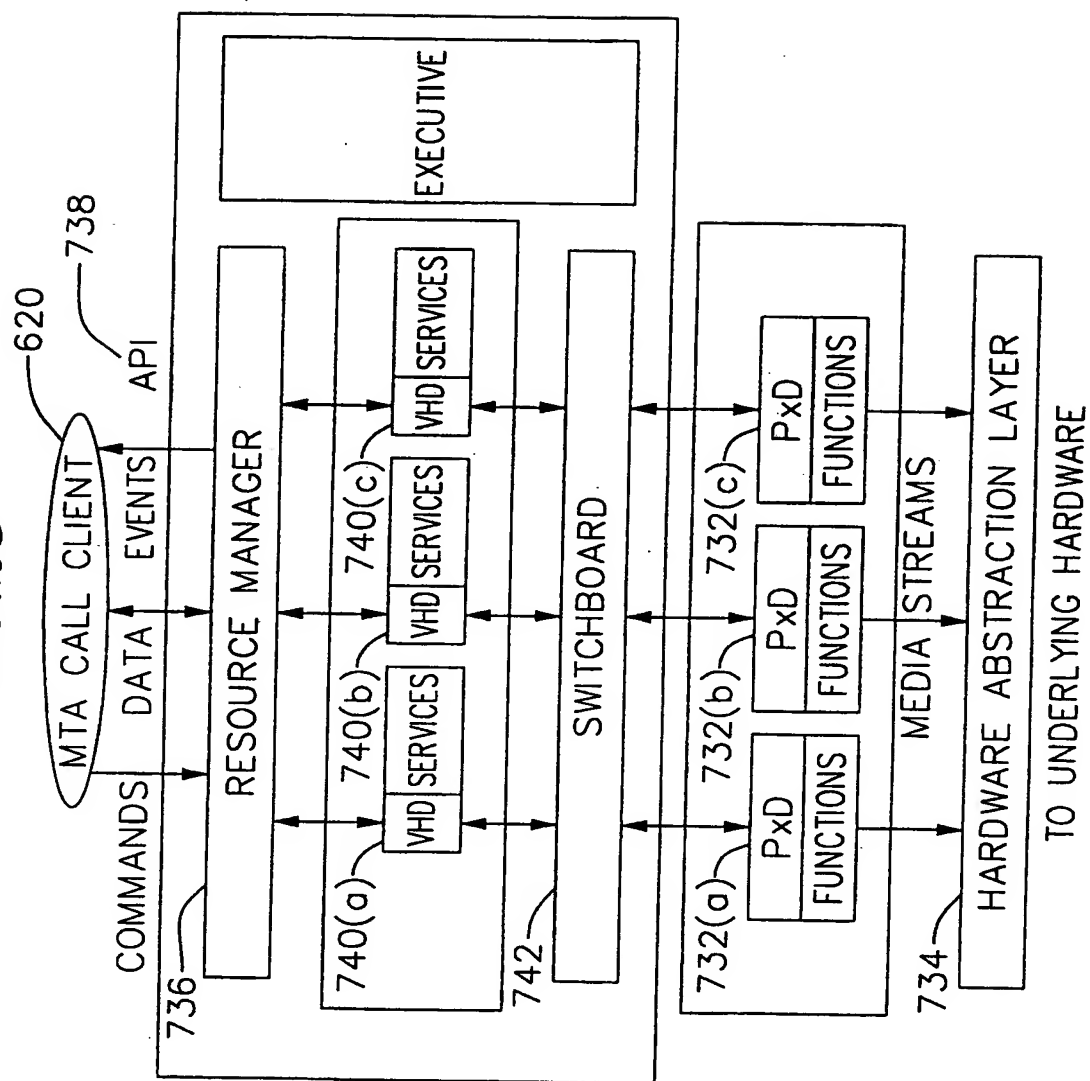 620
738
MTA CALL CLIENT
API
COMMANDS
DATA
EVENTS
736
RESOURCE MANAGER
EXECUTIVE
740(a)
740(b)
740(c)
VHD SERVICES
VHD SERVICES
VHD SERVICES
742
SWITCHBOARD
732(a)
732(b)
732(c)
PxD
FUNCTIONS
PxD
FUNCTIONS
PxD
FUNCTIONS
MEDIA STREAMS
734
HARDWARE ABSTRACTION LAYER
TO UNDERLYING HARDWARE